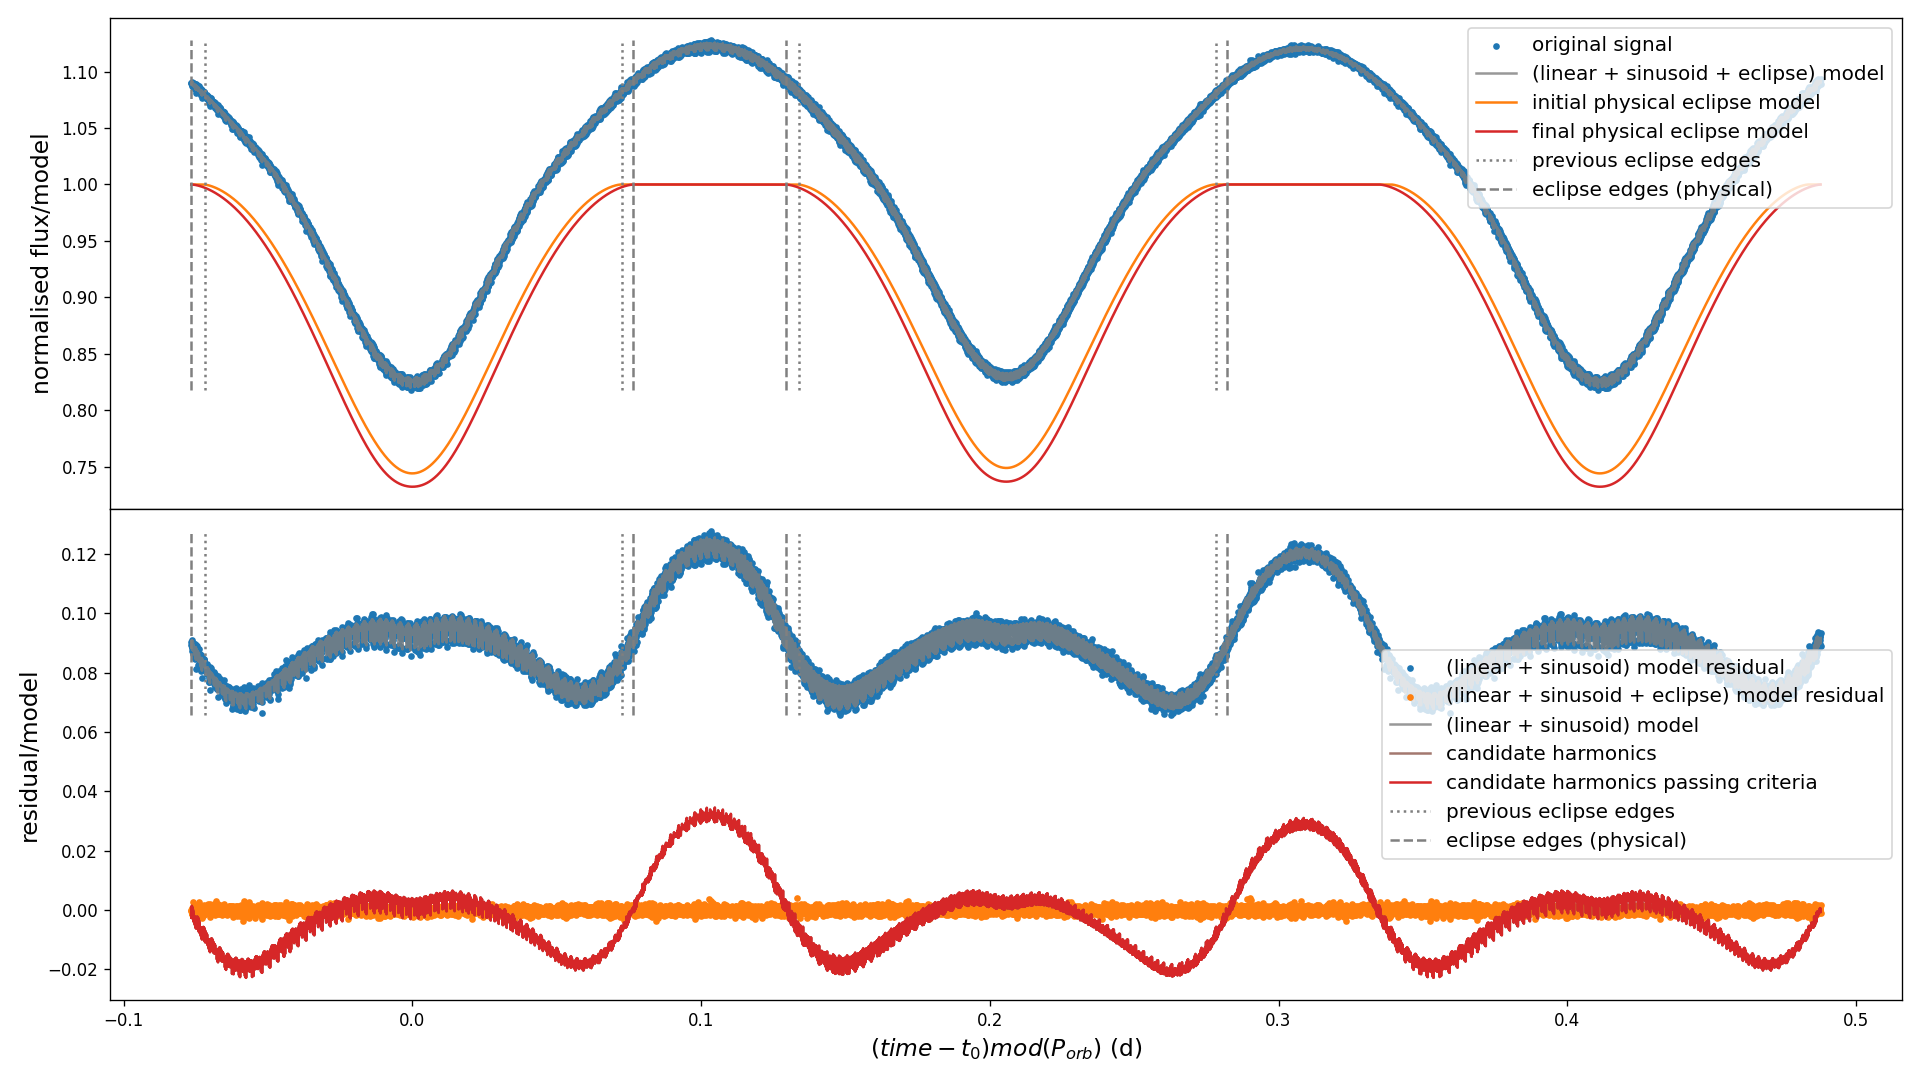 normalised flux/model
1.10
1.05
1.00
0.95
0.90
0.85
0.80
0.75
original signal
(linear + sinusoid + eclipse) model
initial physical eclipse model
final physical eclipse model
previous eclipse edges
eclipse edges (physical)
residual/model
0.12
0.10
0.08
0.06
0.04
0.02
0.00
−0.02
(linear + sinusoid) model residual
(linear + sinusoid + eclipse) model residual
(linear + sinusoid) model
candidate harmonics
candidate harmonics passing criteria
previous eclipse edges
eclipse edges (physical)
−0.1 0.0 0.1 0.2 0.3 0.4 0.5
(time − t₀)mod(Pₒᵣb) (d)